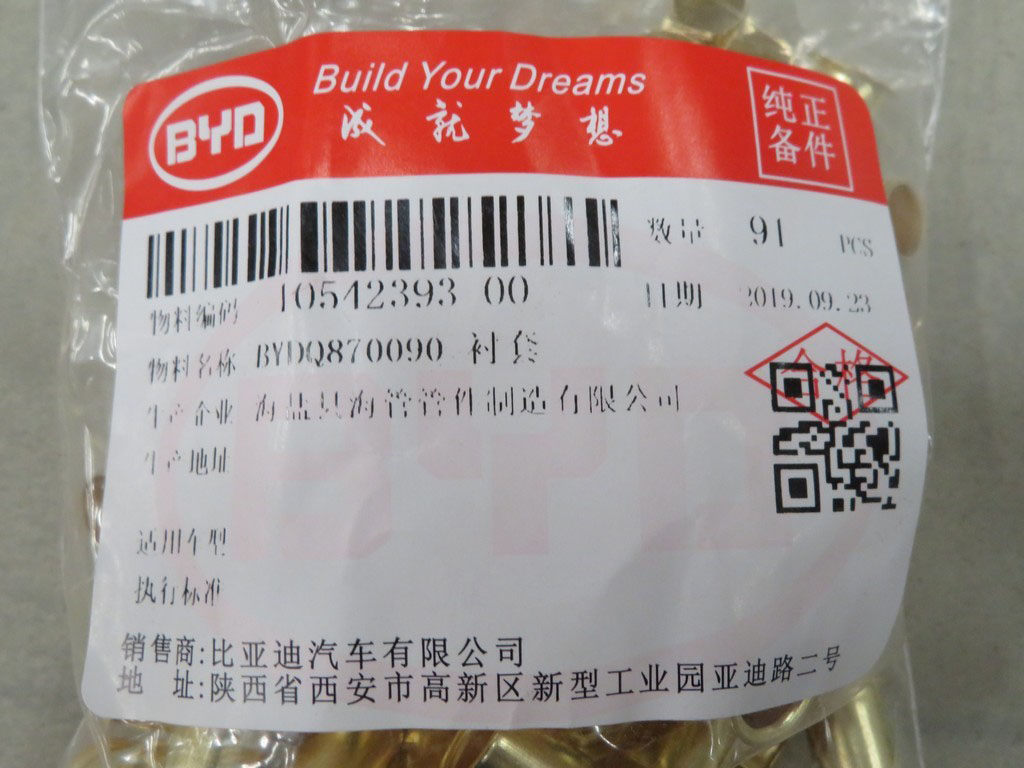 BYD
Build Your Dreams
成就梦想
纯正
备件
数量 91 PCS
物料编码 10542393 00
日期 2019.09.23
物料名称 BYDQ870090 衬套
合格
生产企业 海盐县海管管件制造有限公司
生产地址
适用车型
执行标准
销售商:比亚迪汽车有限公司
地 址:陕西省西安市高新区新型工业园亚迪路二号